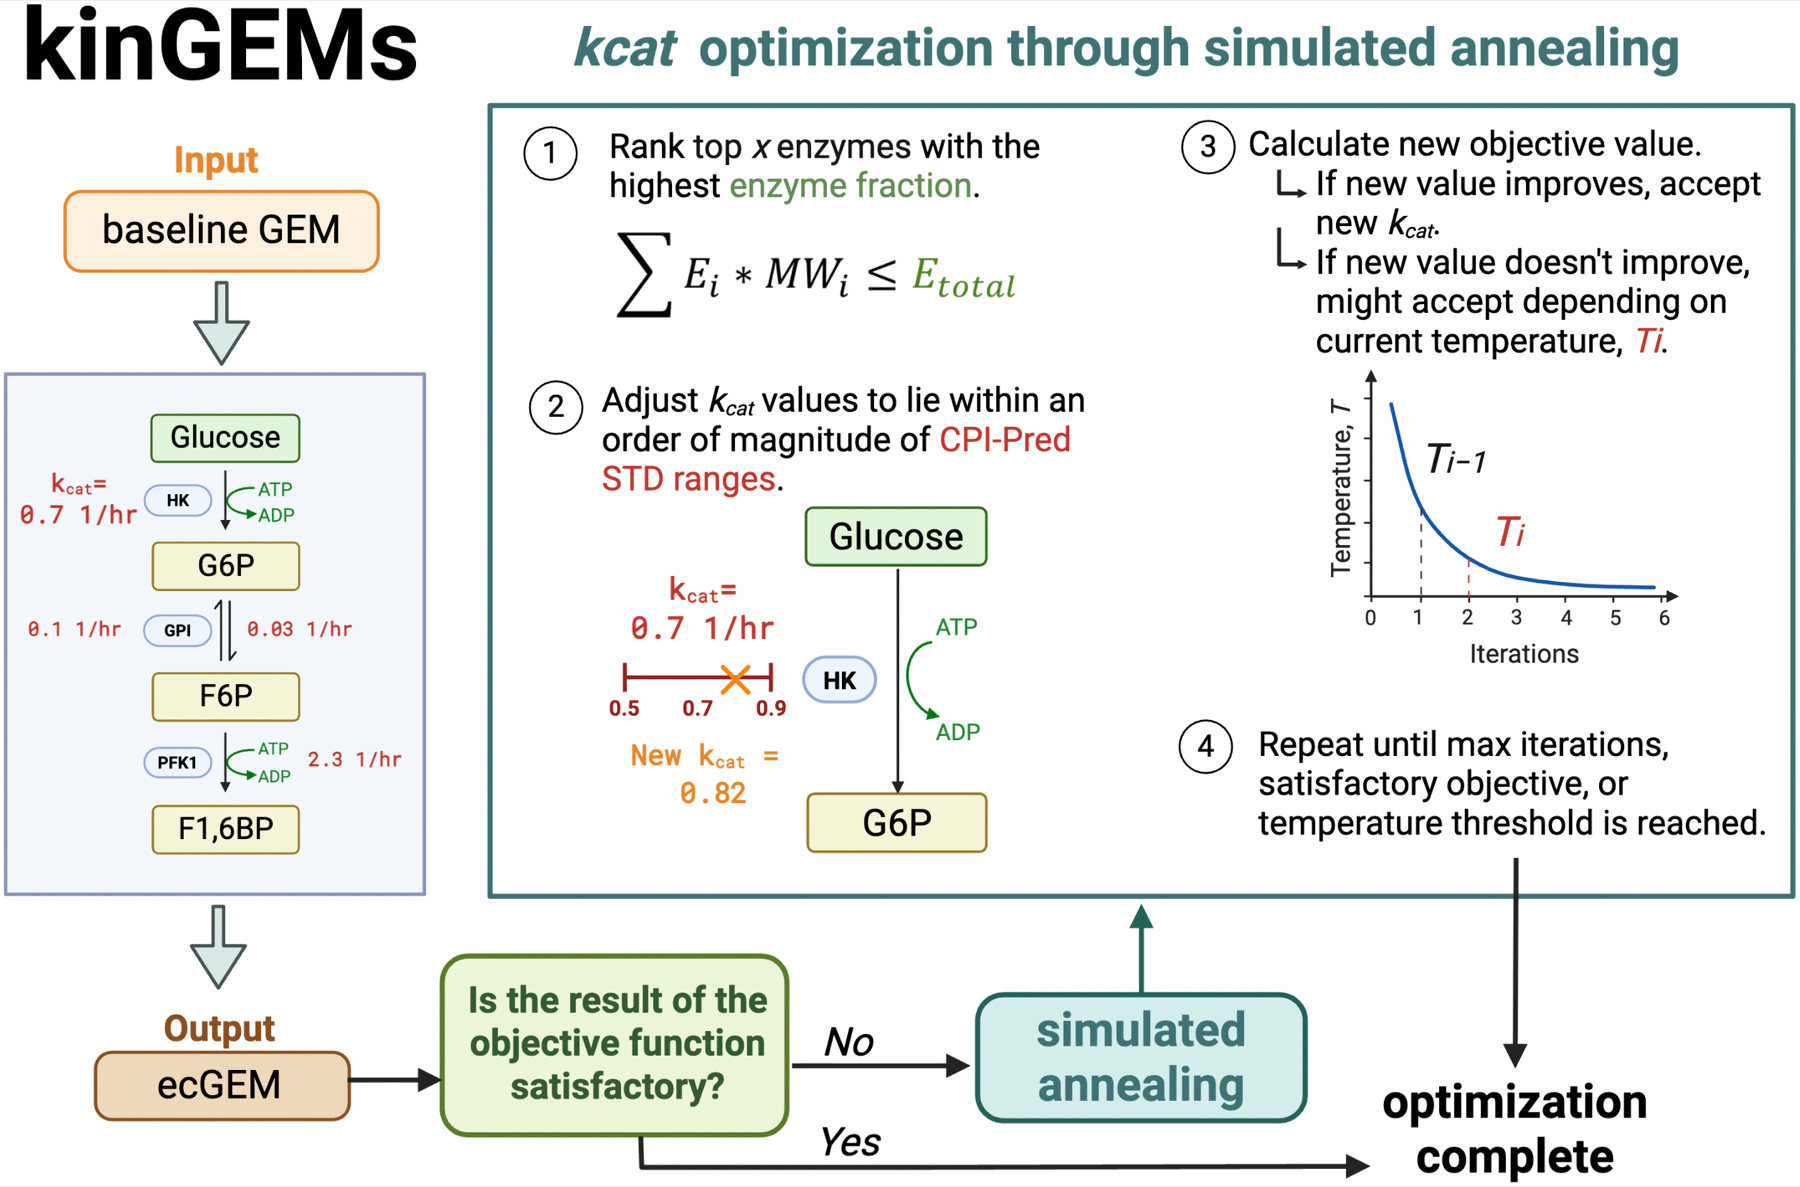 kinGEMs
kcat optimization through simulated annealing
Input
baseline GEM
Glucose
kcat=
0.7 1/hr
HK
ATP
ADP
G6P
0.1 1/hr
GPI
0.03 1/hr
F6P
PFK1
ATP
ADP
2.3 1/hr
F1,6BP
Output
ecGEM
1
Rank top x enzymes with the
highest enzyme fraction.
∑ Ei * MWi ≤ Etotal
2
Adjust kcat values to lie within an
order of magnitude of CPI-Pred
STD ranges.
Glucose
kcat=
0.7 1/hr
0.5 0.7 0.9
HK
ATP
ADP
New kcat =
0.82
G6P
3
Calculate new objective value.
If new value improves, accept
new kcat.
If new value doesn't improve,
might accept depending on
current temperature, Ti.
Temperature, T
Ti-1
Ti
0 1 2 3 4 5 6
Iterations
4
Repeat until max iterations,
satisfactory objective, or
temperature threshold is reached.
Is the result of the
objective function
satisfactory?
No
simulated
annealing
Yes
optimization
complete